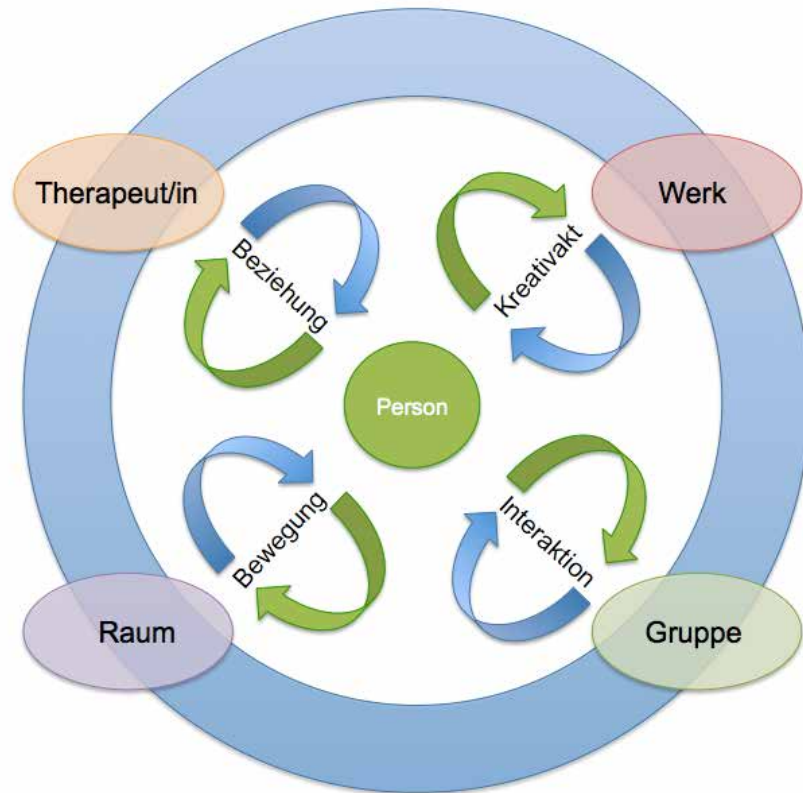 Therapeut/in
Werk
Beziehung
Kreativakt
Person
Bewegung
Interaktion
Raum
Gruppe